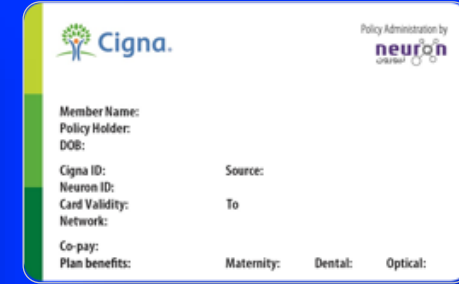 Cigna.
Policy Administration by
neuron
نيورون
Member Name:
Policy Holder:
DOB:
Cigna ID: Source:
Neuron ID:
Card Validity: To
Network:
Co-pay:
Plan benefits: Maternity: Dental: Optical: